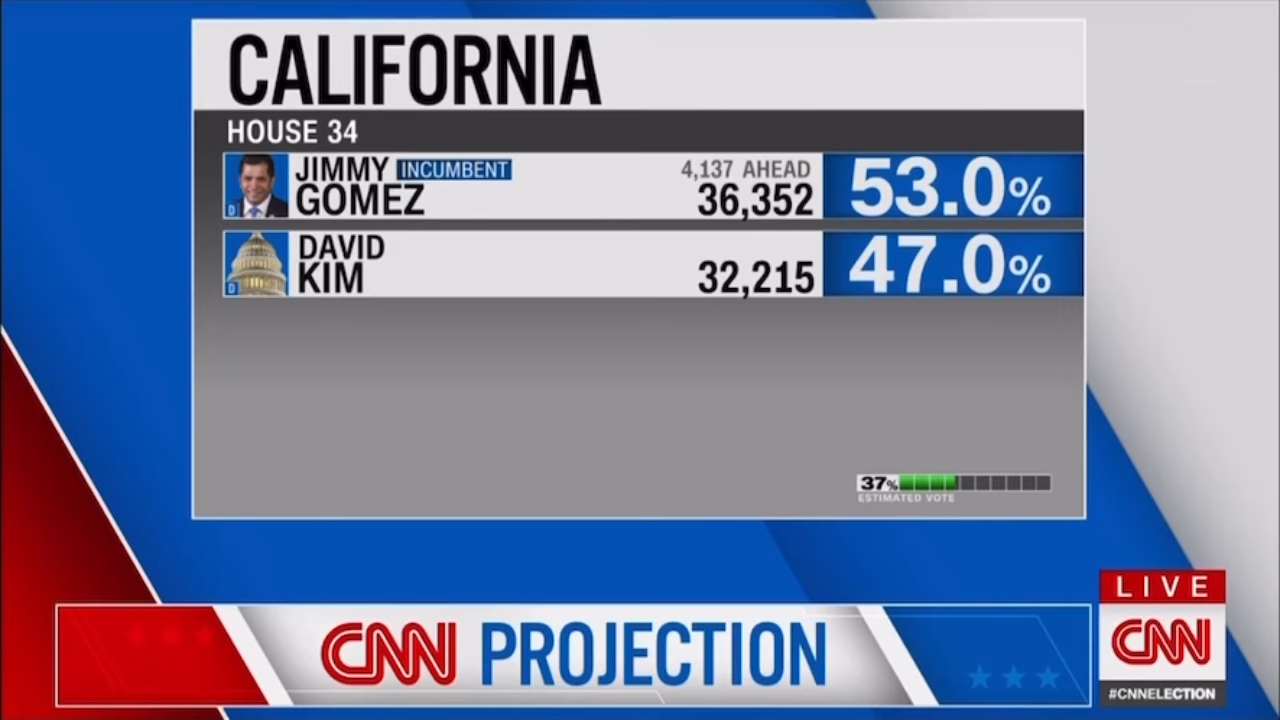 CALIFORNIA
HOUSE 34
JIMMY INCUMBENT
GOMEZ
4,137 AHEAD
36,352
53.0%
D
DAVID
KIM
32,215
47.0%
D
37%
ESTIMATED VOTE
CNN PROJECTION
LIVE
CNN
#CNNELECTION